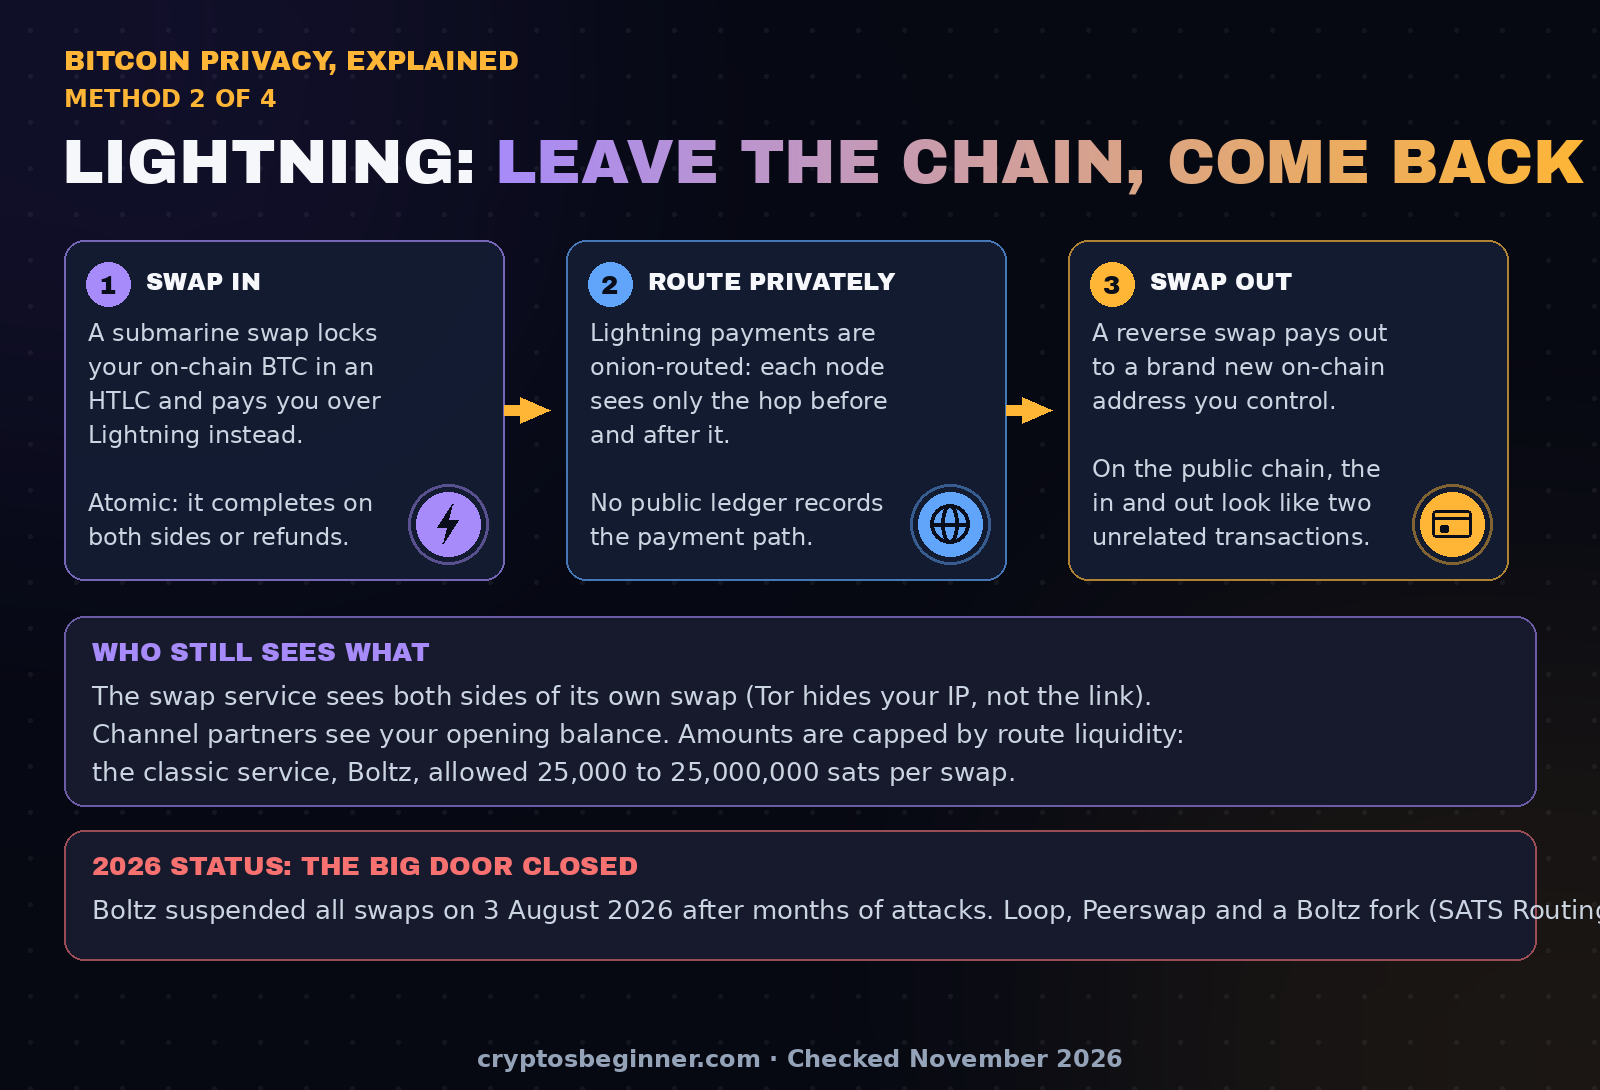 BITCOIN PRIVACY, EXPLAINED
METHOD 2 OF 4
LIGHTNING: LEAVE THE CHAIN, COME BACK
1 SWAP IN
A submarine swap locks
your on-chain BTC in an
HTLC and pays you over
Lightning instead.
Atomic: it completes on
both sides or refunds.
2 ROUTE PRIVATELY
Lightning payments are
onion-routed: each node
sees only the hop before
and after it.
No public ledger records
the payment path.
3 SWAP OUT
A reverse swap pays out
to a brand new on-chain
address you control.
On the public chain, the
in and out look like two
unrelated transactions.
WHO STILL SEES WHAT
The swap service sees both sides of its own swap (Tor hides your IP, not the link).
Channel partners see your opening balance. Amounts are capped by route liquidity:
the classic service, Boltz, allowed 25,000 to 25,000,000 sats per swap.
2026 STATUS: THE BIG DOOR CLOSED
Boltz suspended all swaps on 3 August 2026 after months of attacks. Loop, Peerswap and a Boltz fork (SATS Routing
cryptosbeginner.com · Checked November 2026